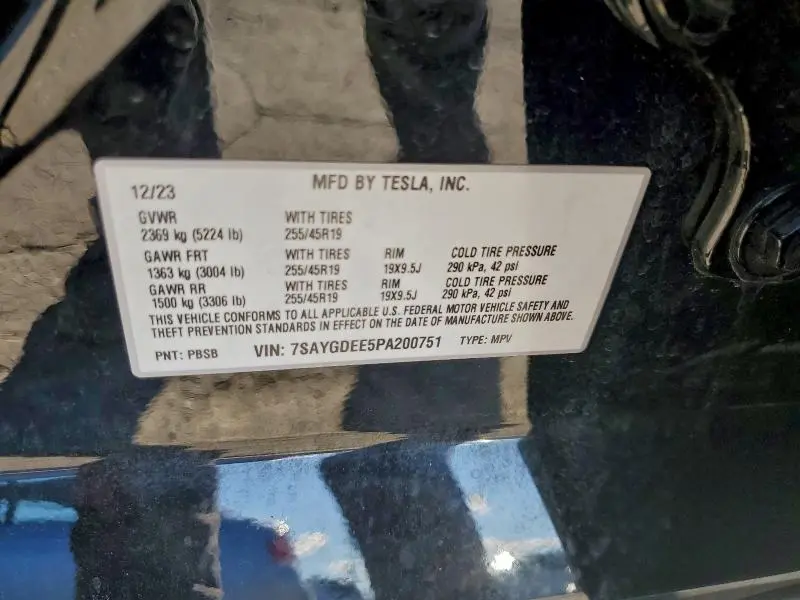 12/23 MFD BY TESLA, INC.
GVWR WITH TIRES
2369 kg (5224 lb) 255/45R19
GAWR FRT WITH TIRES RIM COLD TIRE PRESSURE
1363 kg (3004 lb) 255/45R19 19X9.5J 290 kPa, 42 psi
GAWR RR WITH TIRES RIM COLD TIRE PRESSURE
1500 kg (3306 lb) 255/45R19 19X9.5J 290 kPa, 42 psi
THIS VEHICLE CONFORMS TO ALL APPLICABLE U.S. FEDERAL MOTOR VEHICLE SAFETY AND
THEFT PREVENTION STANDARDS IN EFFECT ON THE DATE OF MANUFACTURE SHOWN ABOVE.
PNT: PBSB VIN: 7SAYGDEE5PA200751 TYPE: MPV